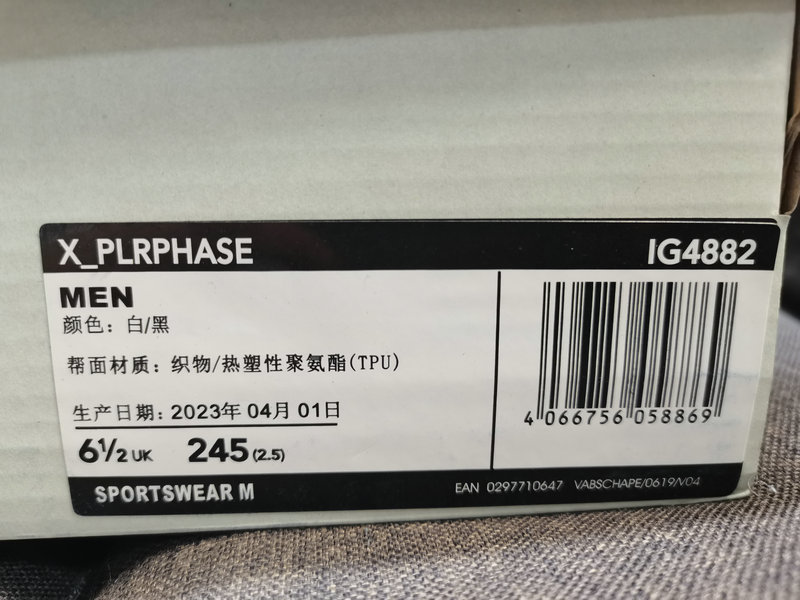 X_PLRPHASE
IG4882
MEN
颜色：白/黑
帮面材质：织物/热塑性聚氨酯(TPU)
生产日期：2023年 04月 01日
6½ UK 245 (2.5)
4 066756 058869
SPORTSWEAR M
EAN 0297710647 VABSCHAPE/0619/V04